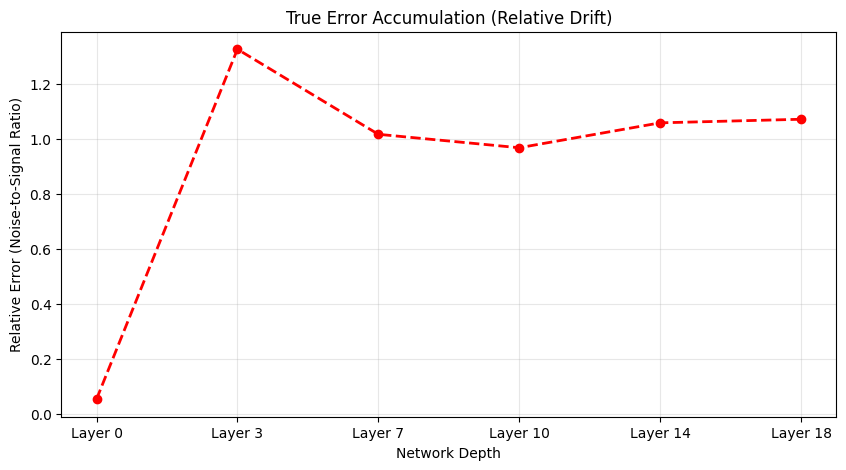 True Error Accumulation (Relative Drift)
Relative Error (Noise-to-Signal Ratio)
1.2
1.0
0.8
0.6
0.4
0.2
0.0
Layer 0 Layer 3 Layer 7 Layer 10 Layer 14 Layer 18
Network Depth